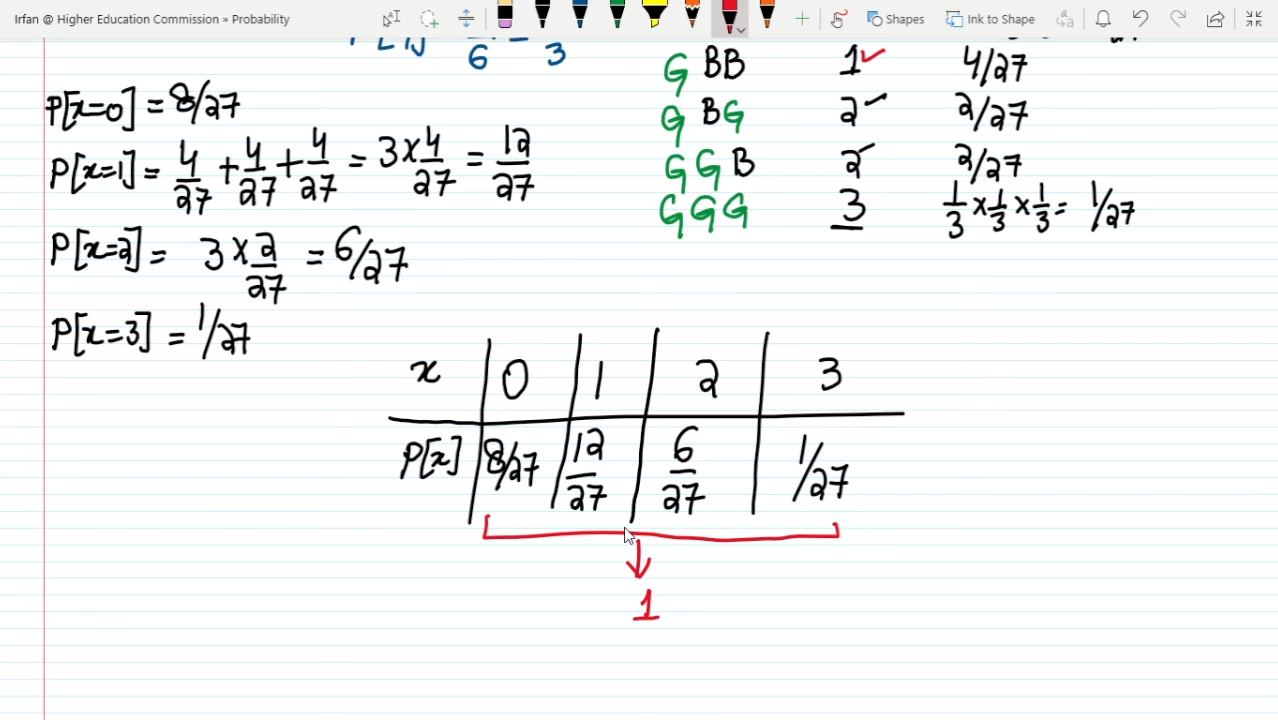 Irfan @ Higher Education Commission » Probability
Shapes
Ink to Shape
6 3
G BB 1✓ 4/27
G BG 2✓ 2/27
G G B 2✓ 2/27
G G G 3 1/3 × 1/3 × 1/3 = 1/27
P[x=0] = 8/27
P[x=1] = 4/27 + 4/27 + 4/27 = 3 × 4/27 = 12/27
P[x=2] = 3 × 2/27 = 6/27
P[x=3] = 1/27
x 0 1 2 3
P[x] 8/27 12/27 6/27 1/27
1